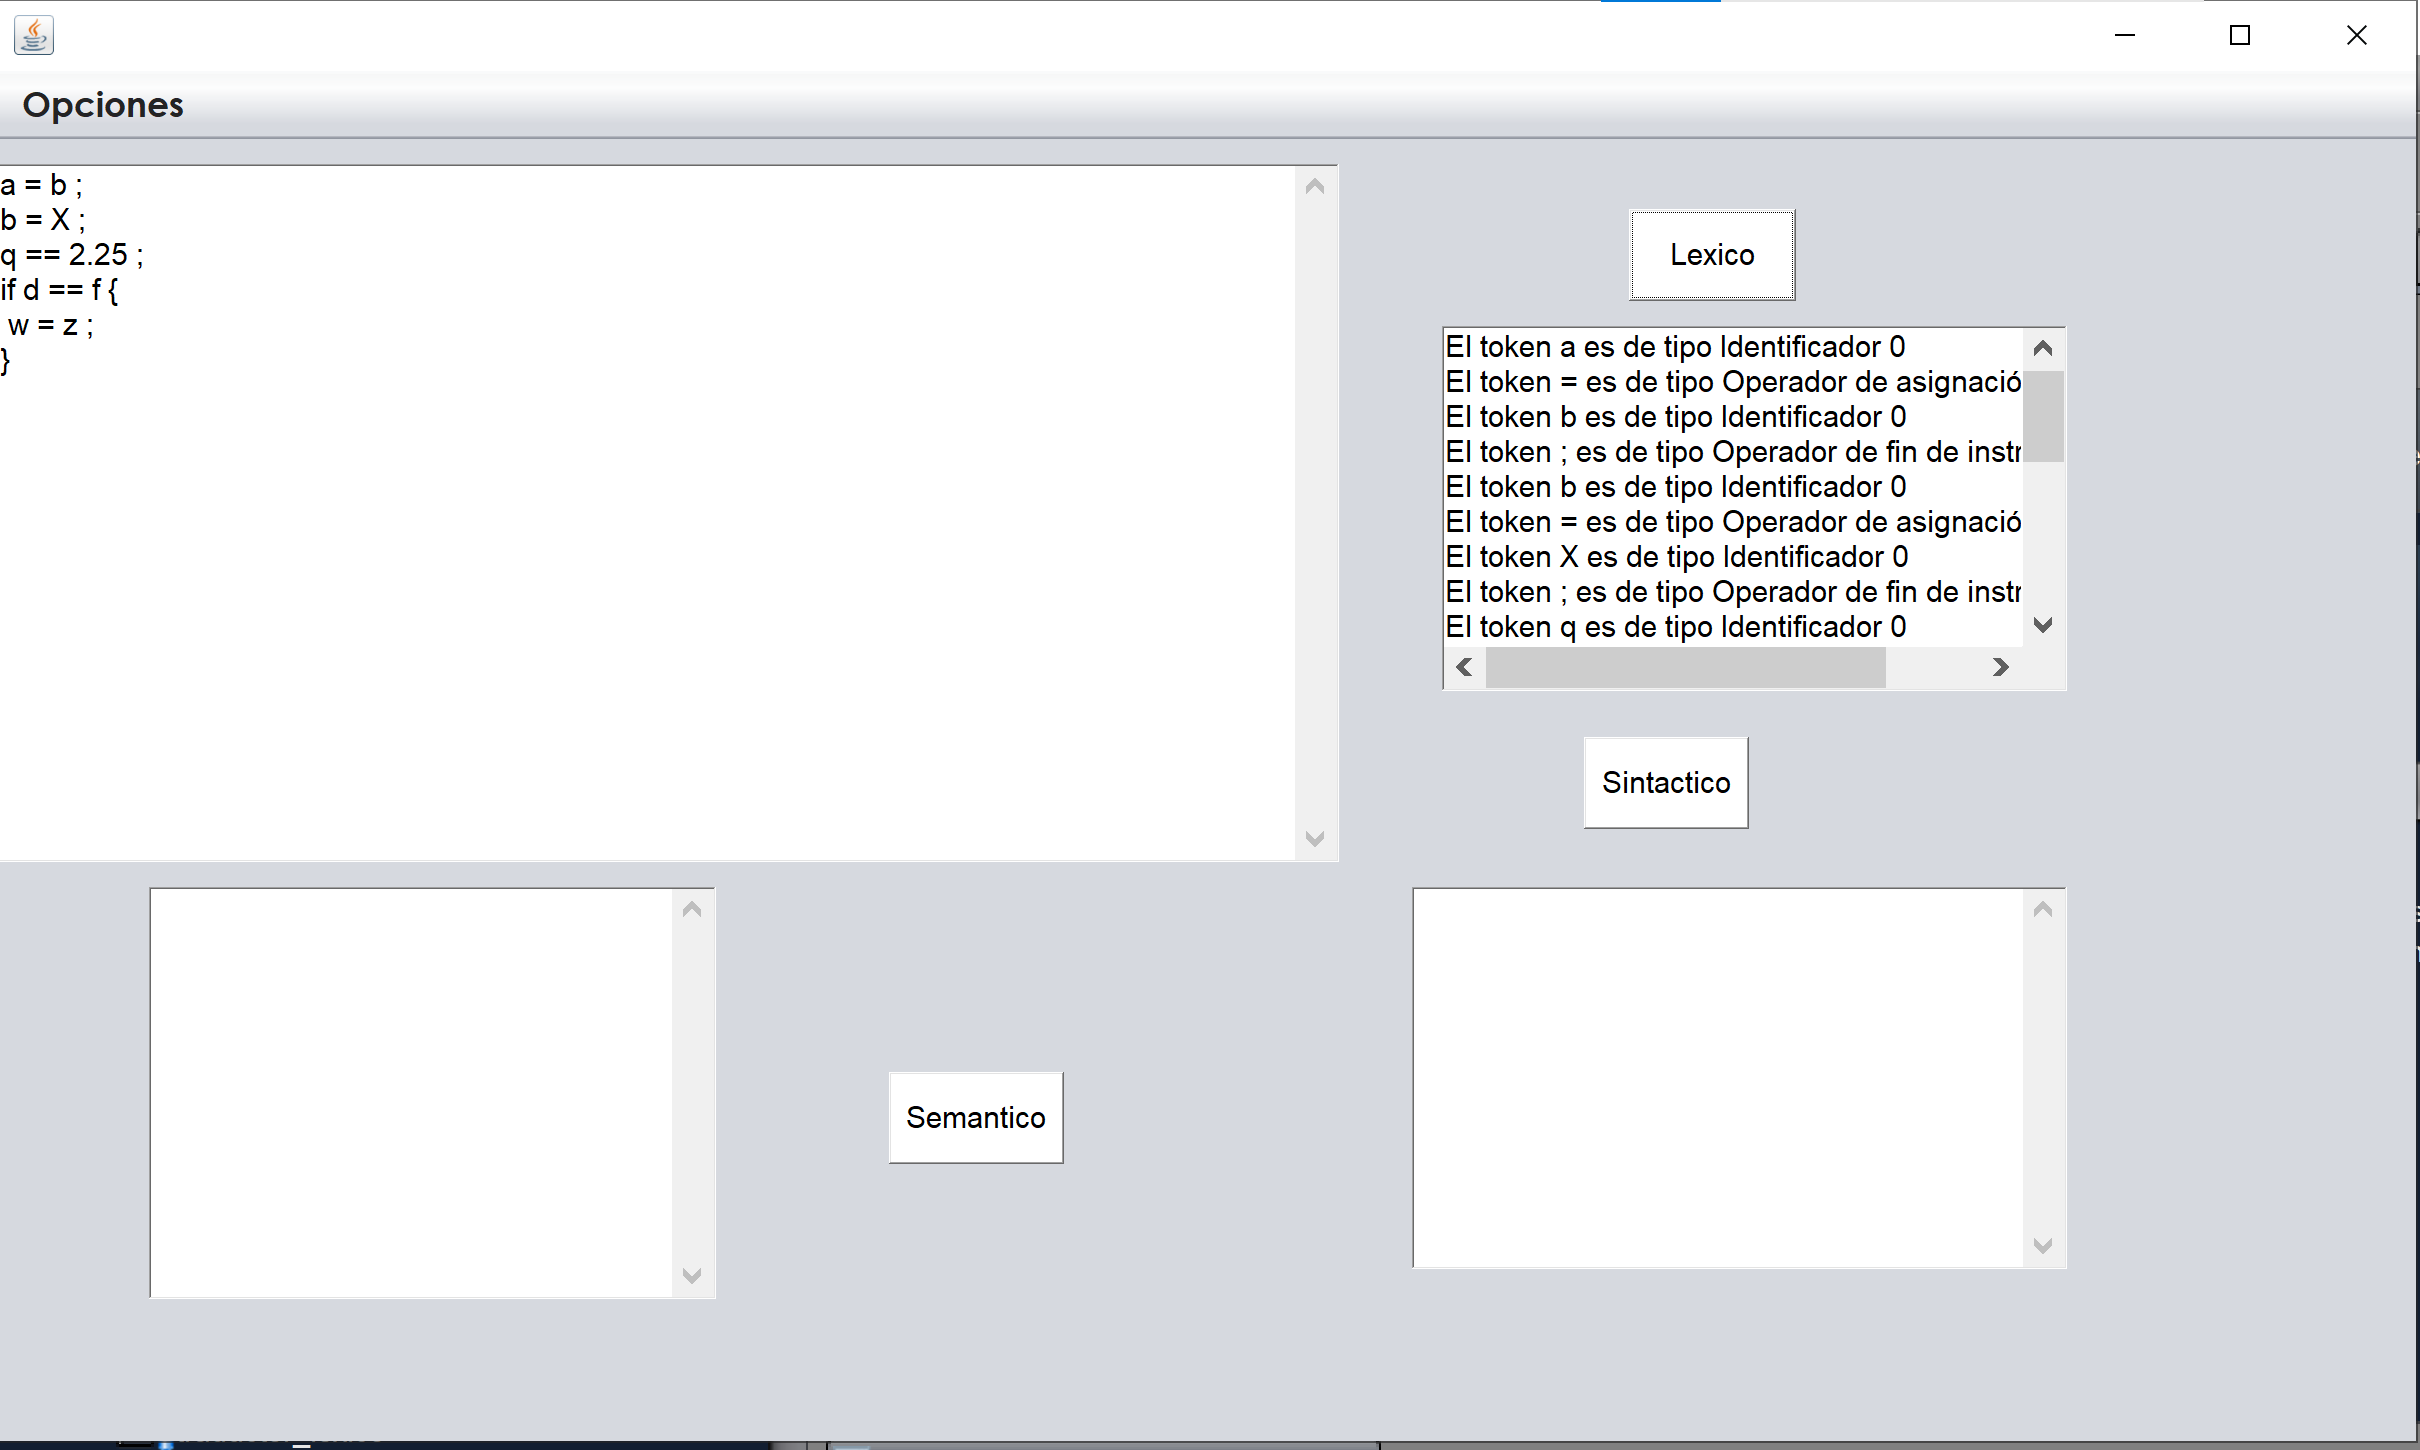 Opciones
a = b ;
b = X ;
q == 2.25 ;
if d == f {
w = z ;
}
Lexico
El token a es de tipo Identificador 0
El token = es de tipo Operador de asignació
El token b es de tipo Identificador 0
El token ; es de tipo Operador de fin de instr
El token b es de tipo Identificador 0
El token = es de tipo Operador de asignació
El token X es de tipo Identificador 0
El token ; es de tipo Operador de fin de instr
El token q es de tipo Identificador 0
Sintactico
Semantico